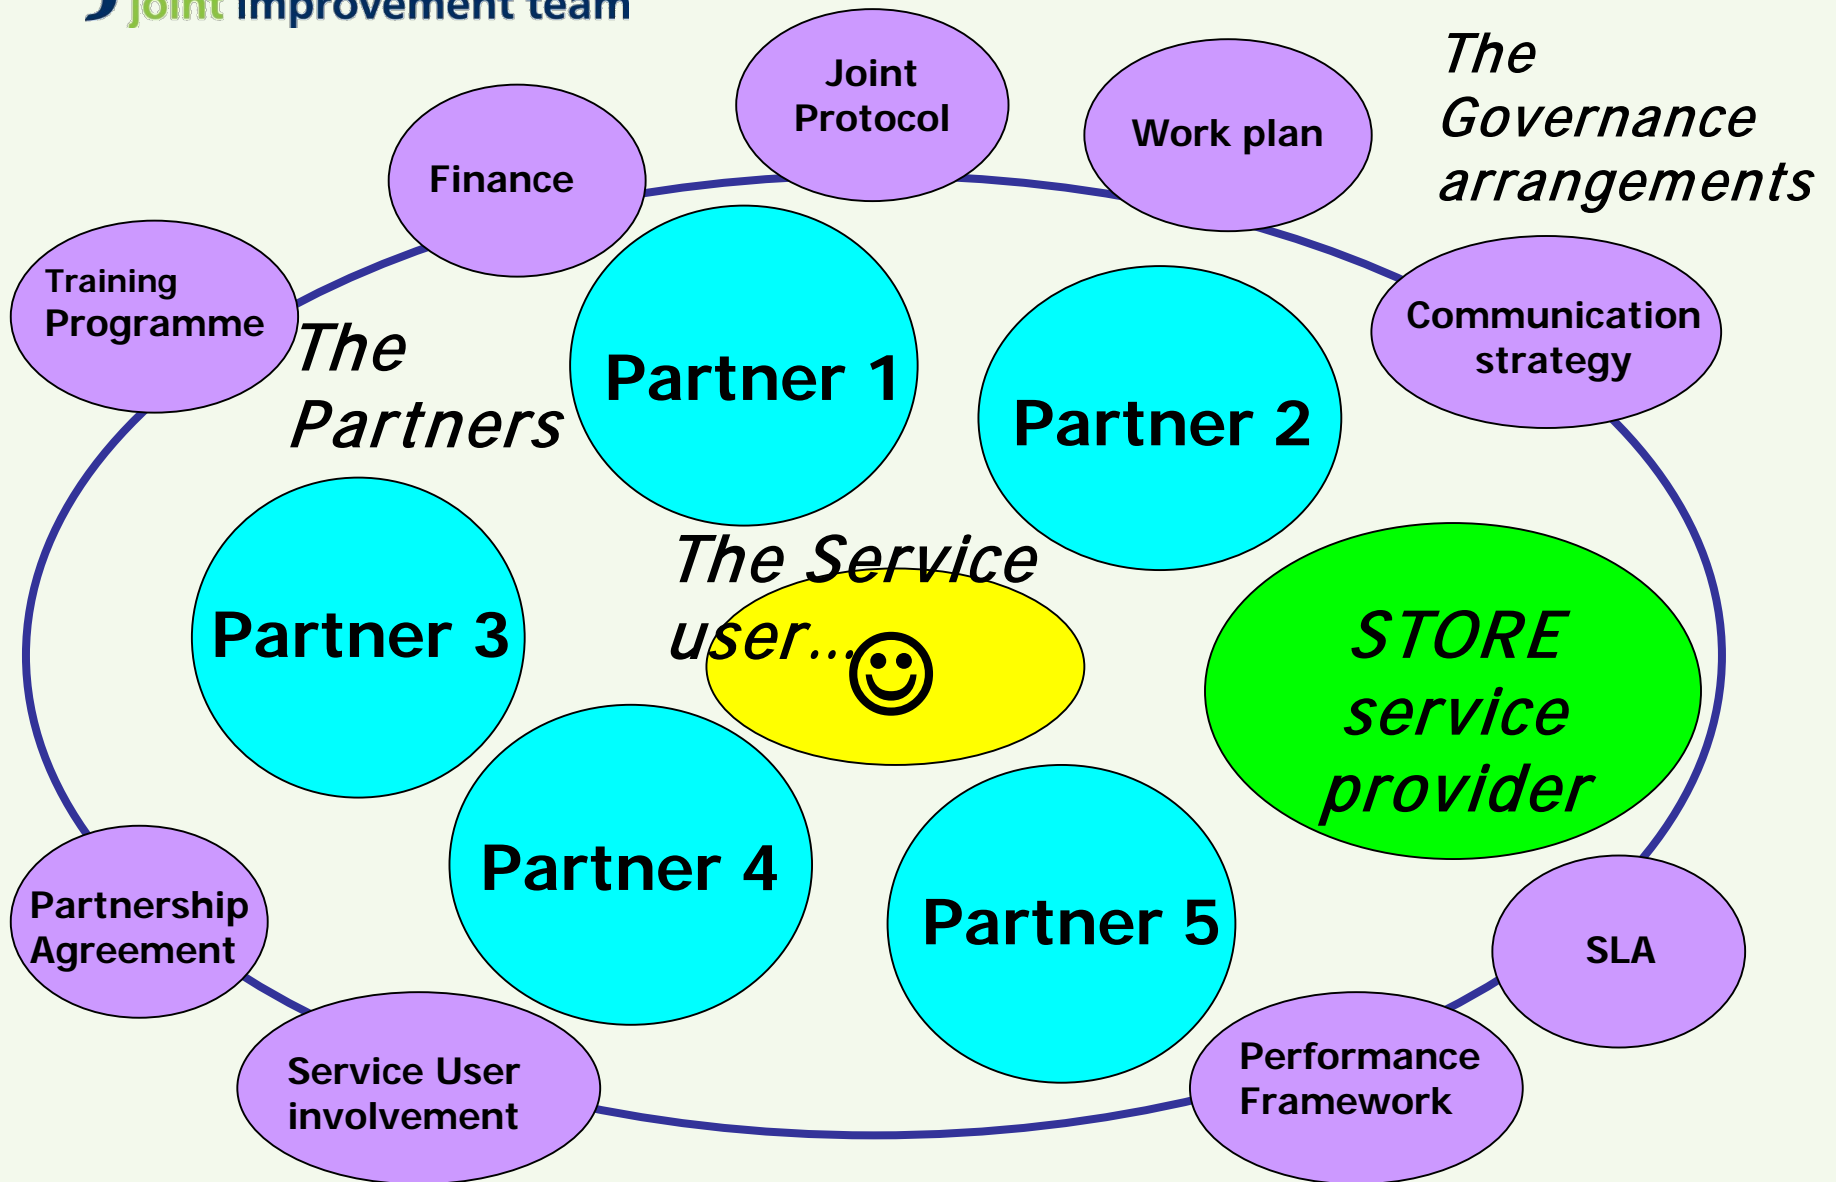 joint improvement team
The
Governance
arrangements
Joint
Protocol
Work plan
Finance
Training
Programme
Communication
strategy
The
Partners
Partner 1
Partner 2
The Service
user...
Partner 3
STORE
service
provider
Partner 4
Partner 5
Partnership
Agreement
SLA
Service User
involvement
Performance
Framework